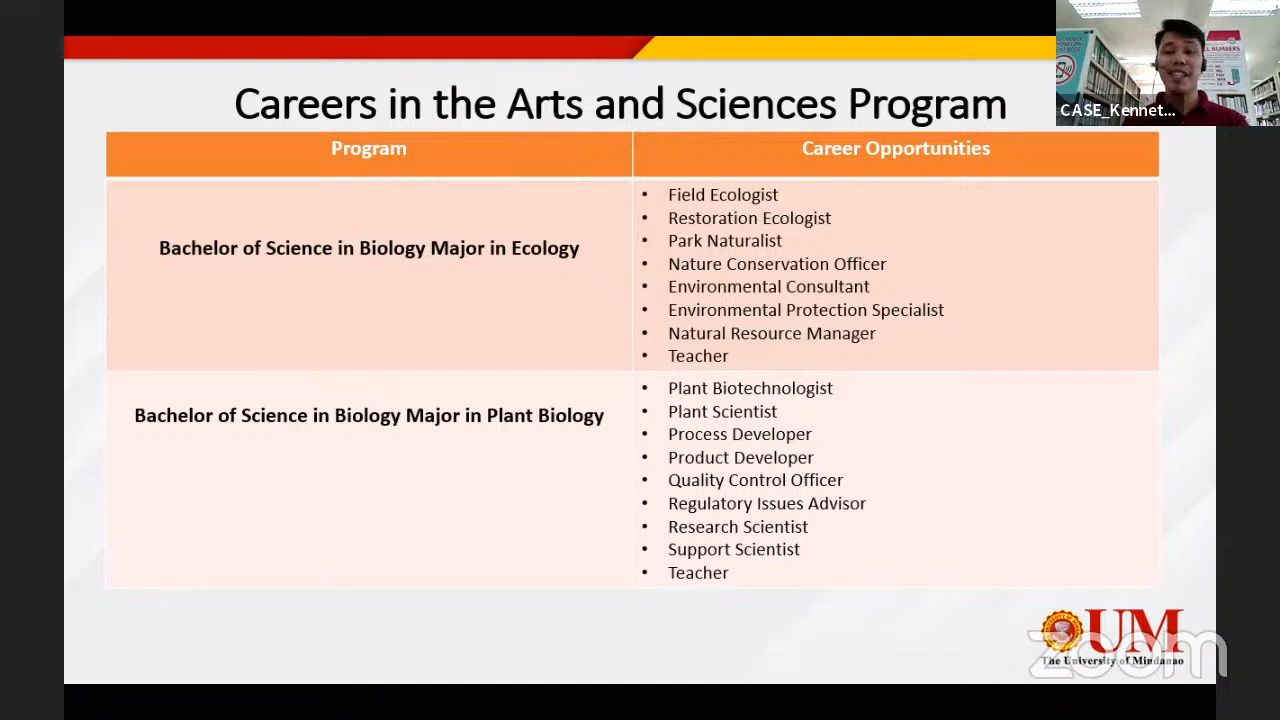 Careers in the Arts and Sciences Program
CASE_Kennet...
Program
Career Opportunities
Bachelor of Science in Biology Major in Ecology
• Field Ecologist
• Restoration Ecologist
• Park Naturalist
• Nature Conservation Officer
• Environmental Consultant
• Environmental Protection Specialist
• Natural Resource Manager
• Teacher
Bachelor of Science in Biology Major in Plant Biology
• Plant Biotechnologist
• Plant Scientist
• Process Developer
• Product Developer
• Quality Control Officer
• Regulatory Issues Advisor
• Research Scientist
• Support Scientist
• Teacher
UM
The University of Mindanao
zoom